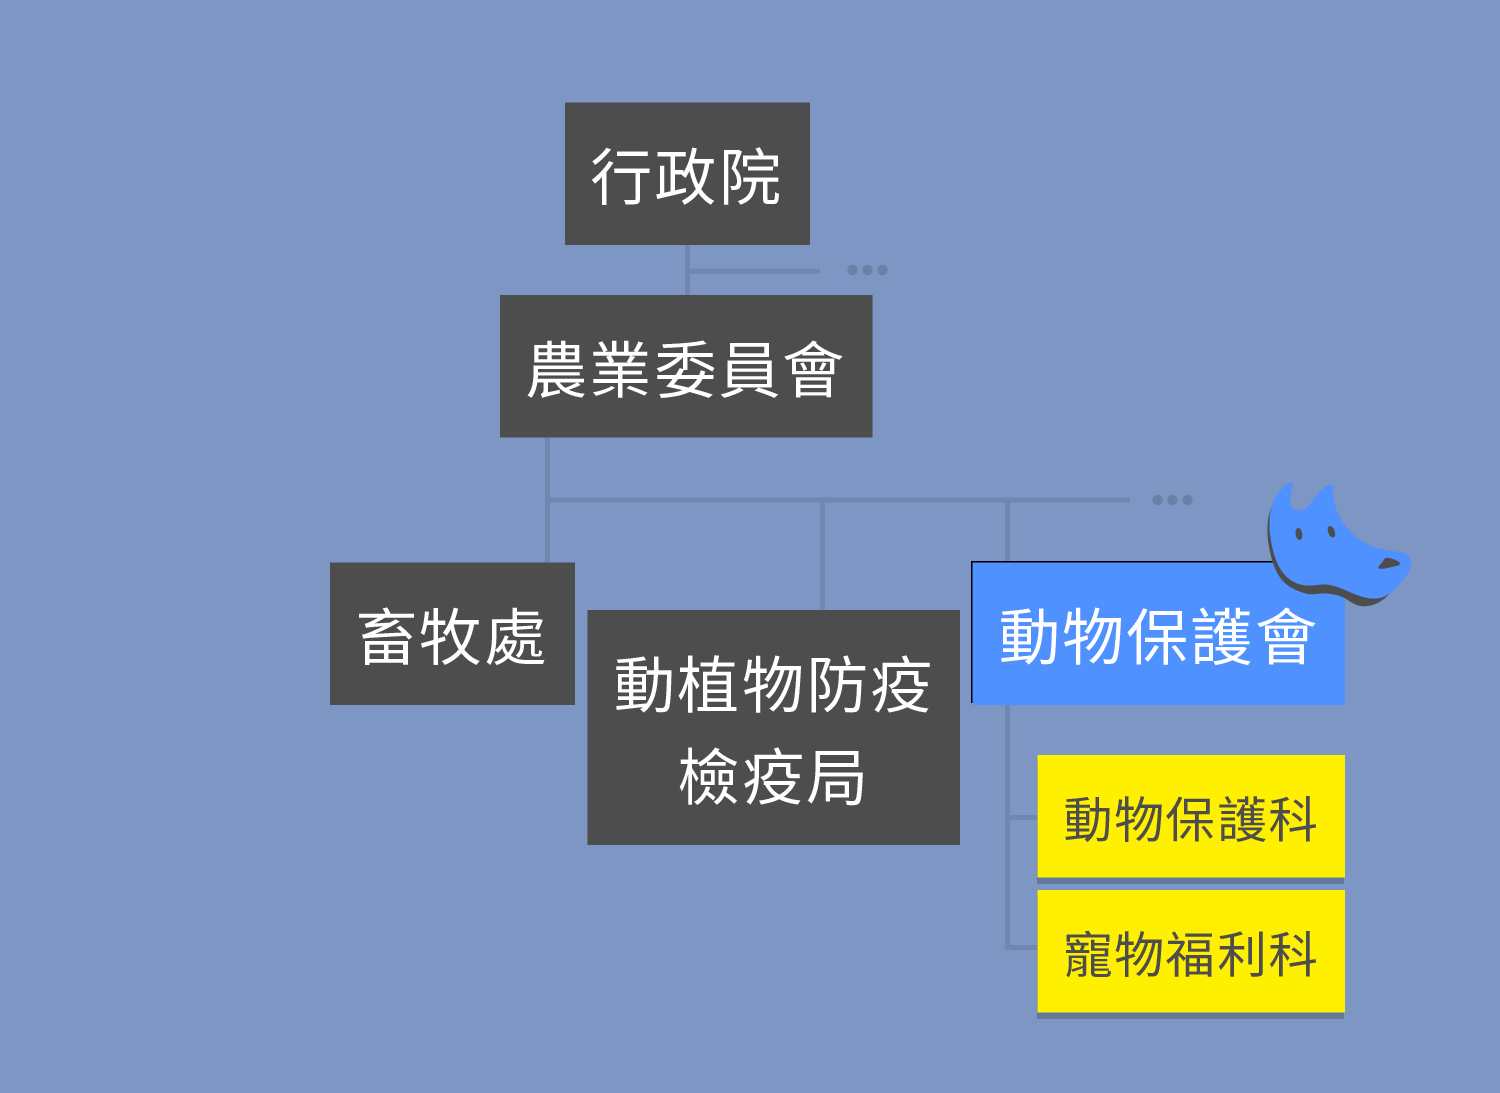 行政院
農業委員會
畜牧處
動植物防疫
檢疫局
動物保護會
動物保護科
寵物福利科